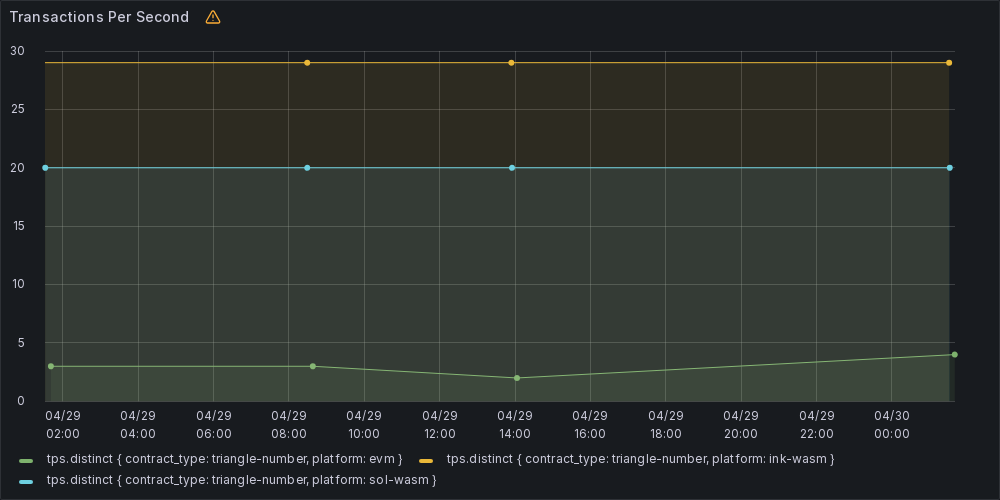 Transactions Per Second
30
25
20
15
10
5
0
04/29 04/29 04/29 04/29 04/29 04/29 04/29 04/29 04/29 04/29 04/29 04/30
02:00 04:00 06:00 08:00 10:00 12:00 14:00 16:00 18:00 20:00 22:00 00:00
tps.distinct { contract_type: triangle-number, platform: evm } tps.distinct { contract_type: triangle-number, platform: ink-wasm }
tps.distinct { contract_type: triangle-number, platform: sol-wasm }